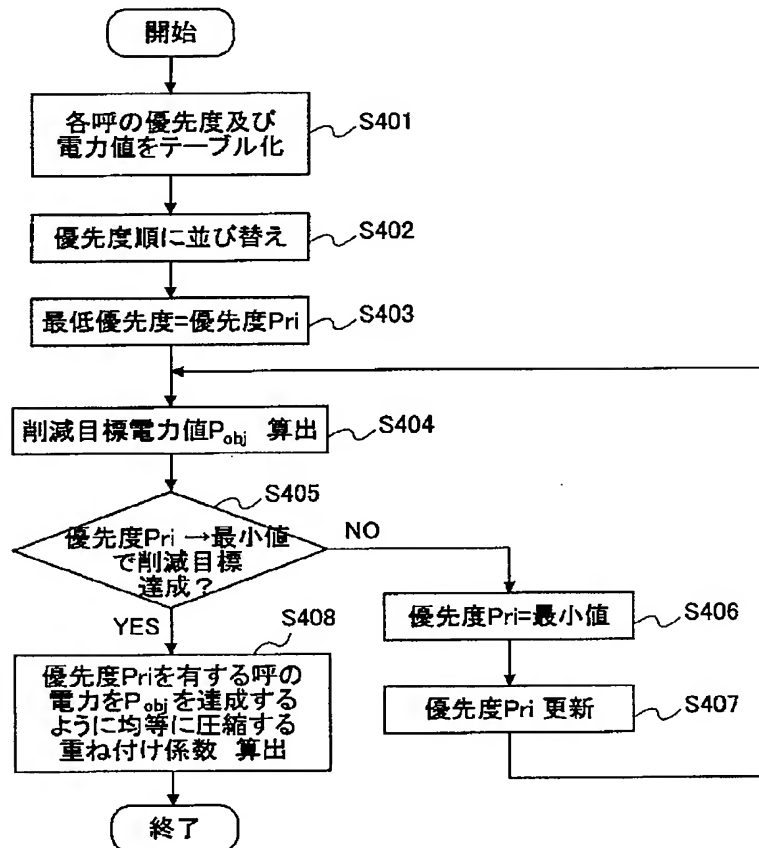 開始
各呼の優先度及び
電力値をテーブル化
S401
優先度順に並び替え
S402
最低優先度=優先度Pri
S403
削減目標電力値Pobj 算出
S404
S405
優先度Pri →最小値
で削減目標
達成？
NO
YES
優先度Pri=最小値
S406
優先度Pri 更新
S407
S408
優先度Priを有する呼の
電力をPobjを達成する
ように均等に圧縮する
重ね付け係数 算出
終了